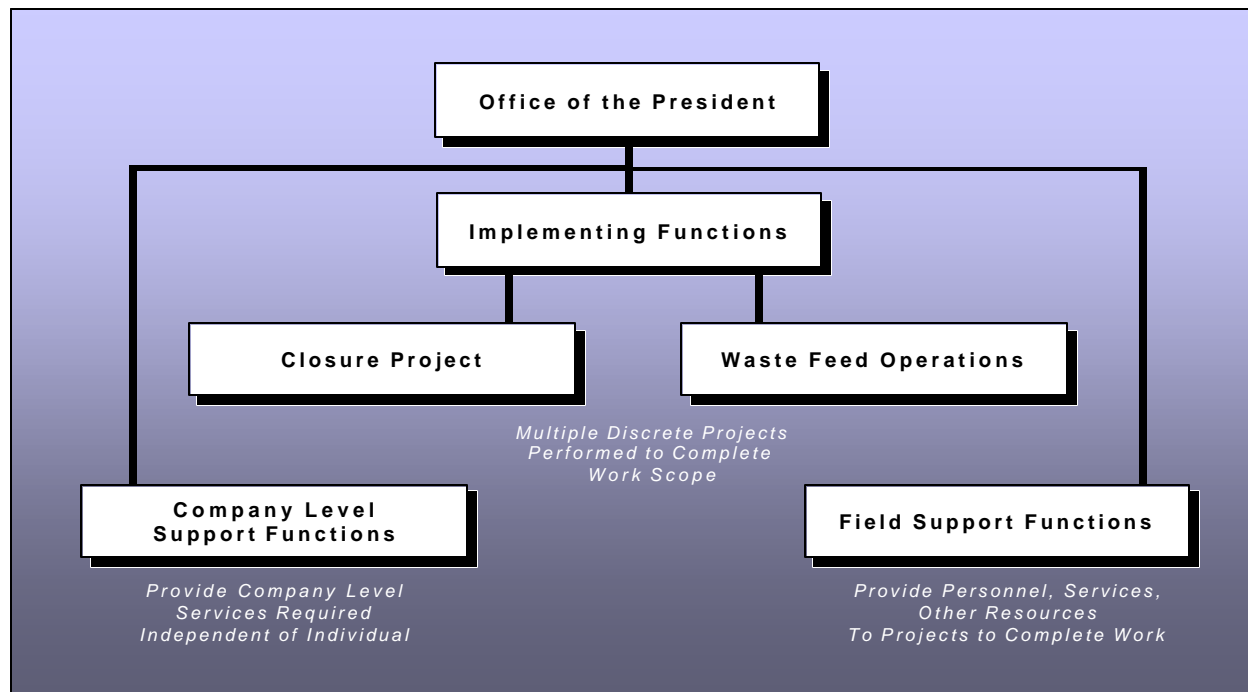 Office of the President
Implementing Functions
Closure Project
Waste Feed Operations
Multiple Discrete Projects
Performed to Complete
Work Scope
Company Level
Support Functions
Field Support Functions
Provide Company Level
Services Required
Independent of Individual
Provide Personnel, Services,
Other Resources
To Projects to Complete Work